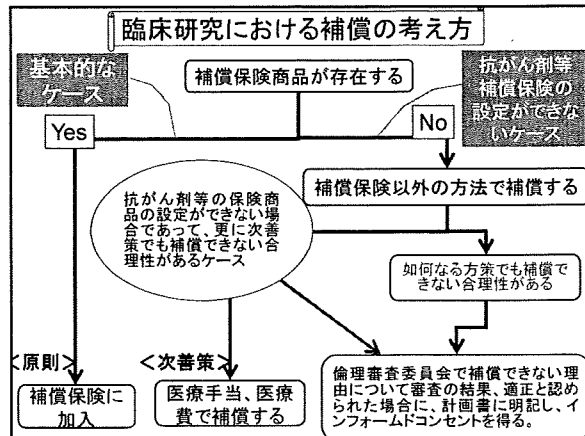 臨床研究における補償の考え方
基本的な
ケース
補償保険商品が存在する
抗がん剤等
補償保険の
設定ができな
いケース
Yes
No
補償保険以外の方法で補償する
抗がん剤等の保険商
品の設定ができない場
合であって、更に次善
策でも補償できない合
理性があるケース
如何なる方策でも補償で
きない合理性がある
<原則>
<次善策>
補償保険に
加入
医療手当、医療
費で補償する
倫理審査委員会で補償できない理
由について審査の結果、適正と認め
られた場合に、計画書に明記し、イ
ンフォームドコンセントを得る。